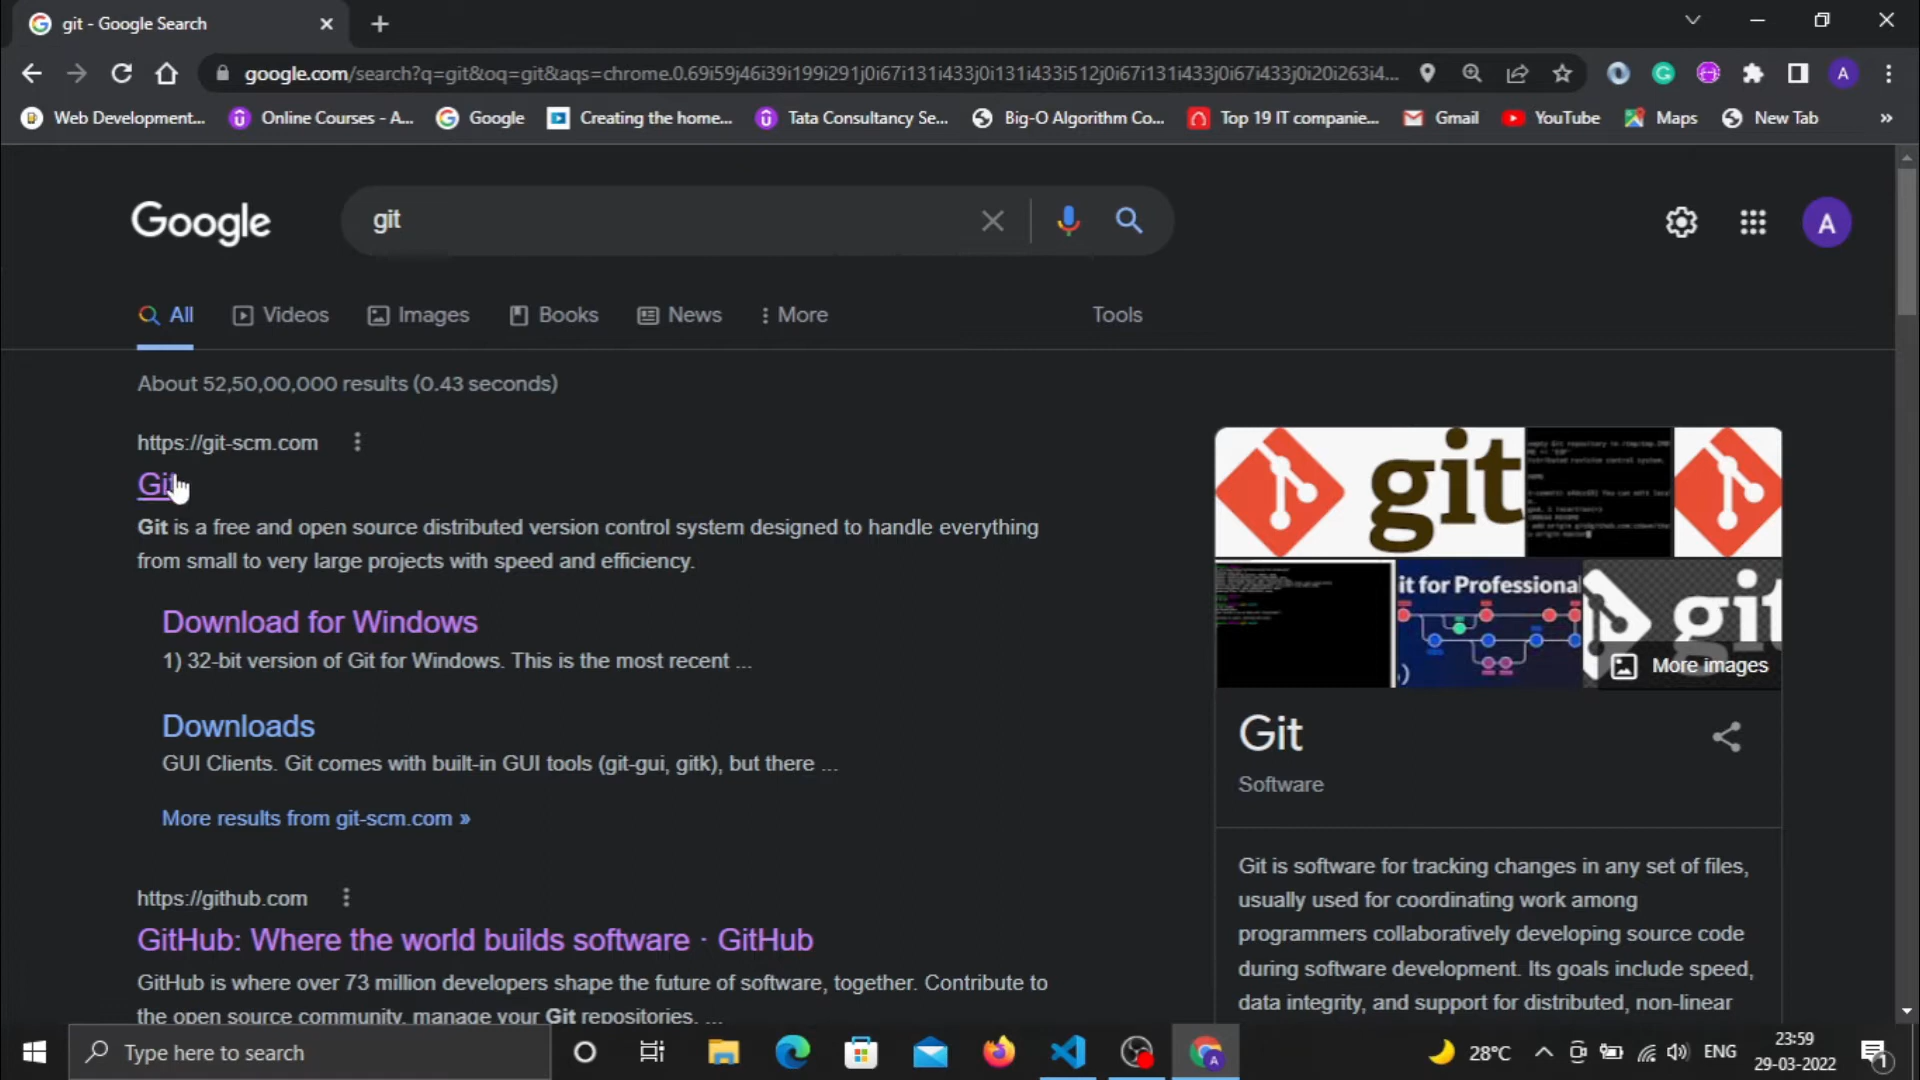 git - Google Search
google.com/search?q=git&oq=git&aqs=chrome.0.69i59j46i39i199i291j0i67i131i433j0i131i433i512j0i67i131i433j0i67i433j0i20i263i4...
A
Web Development...
Online Courses - A...
Google
Creating the home...
Tata Consultancy Se...
Big-O Algorithm Co...
Top 19 IT companie...
Gmail
YouTube
Maps
New Tab
»
Google
git
A
All
Videos
Images
Books
News
More
Tools
About 52,50,00,000 results (0.43 seconds)
https://git-scm.com
Git
Git is a free and open source distributed version control system designed to handle everything
from small to very large projects with speed and efficiency.
Download for Windows
1) 32-bit version of Git for Windows. This is the most recent ...
Downloads
GUI Clients. Git comes with built-in GUI tools (git-gui, gitk), but there ...
More results from git-scm.com »
https://github.com
GitHub: Where the world builds software · GitHub
GitHub is where over 73 million developers shape the future of software, together. Contribute to
the open source community, manage your Git repositories, ...
git
it for Professional
)
git
More images
Git
Software
Git is software for tracking changes in any set of files,
usually used for coordinating work among
programmers collaboratively developing source code
during software development. Its goals include speed,
data integrity, and support for distributed, non-linear
Type here to search
A
28°C
ENG
23:59
29-03-2022
1